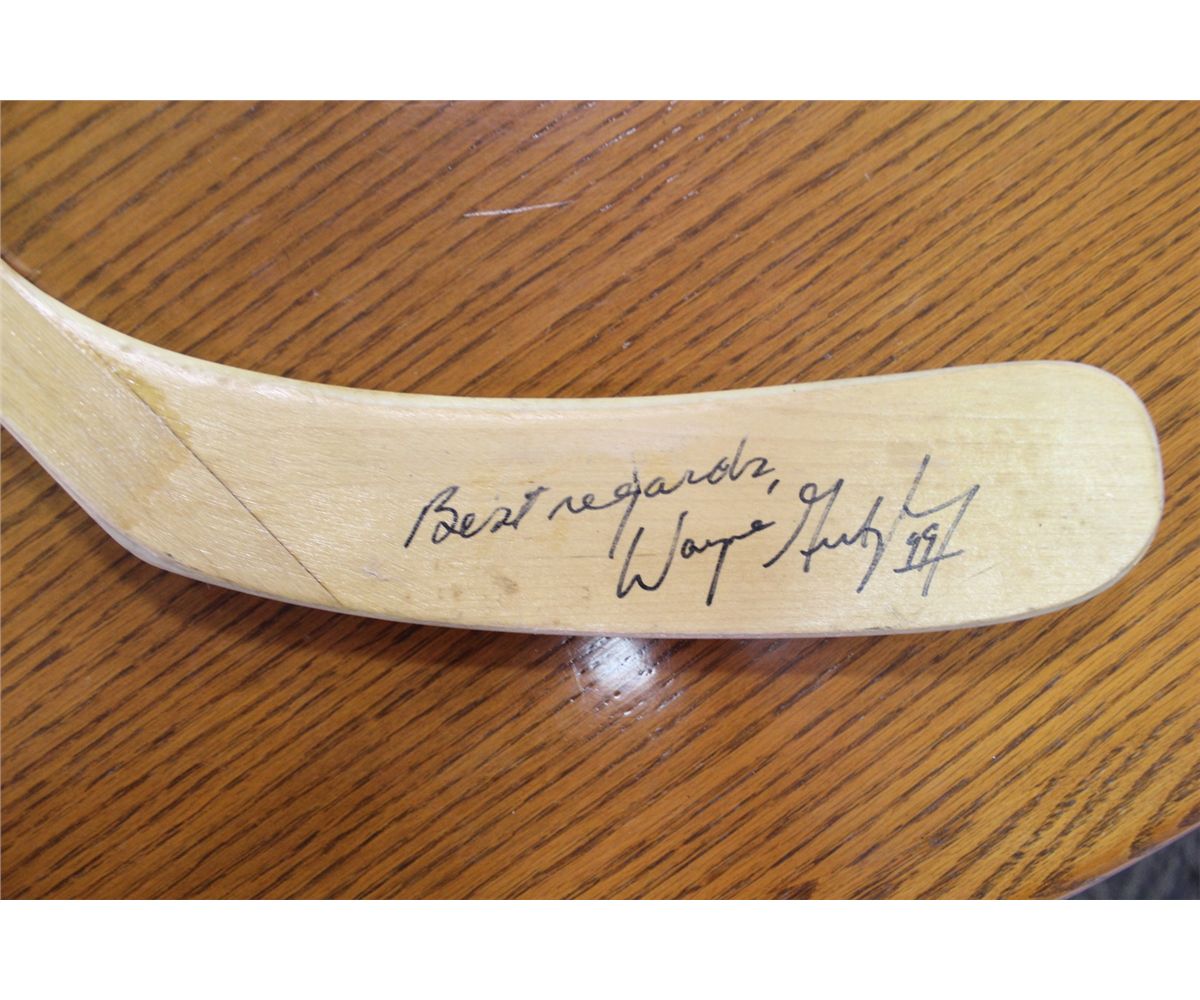 Best regards,
Wayne Gretzky 99